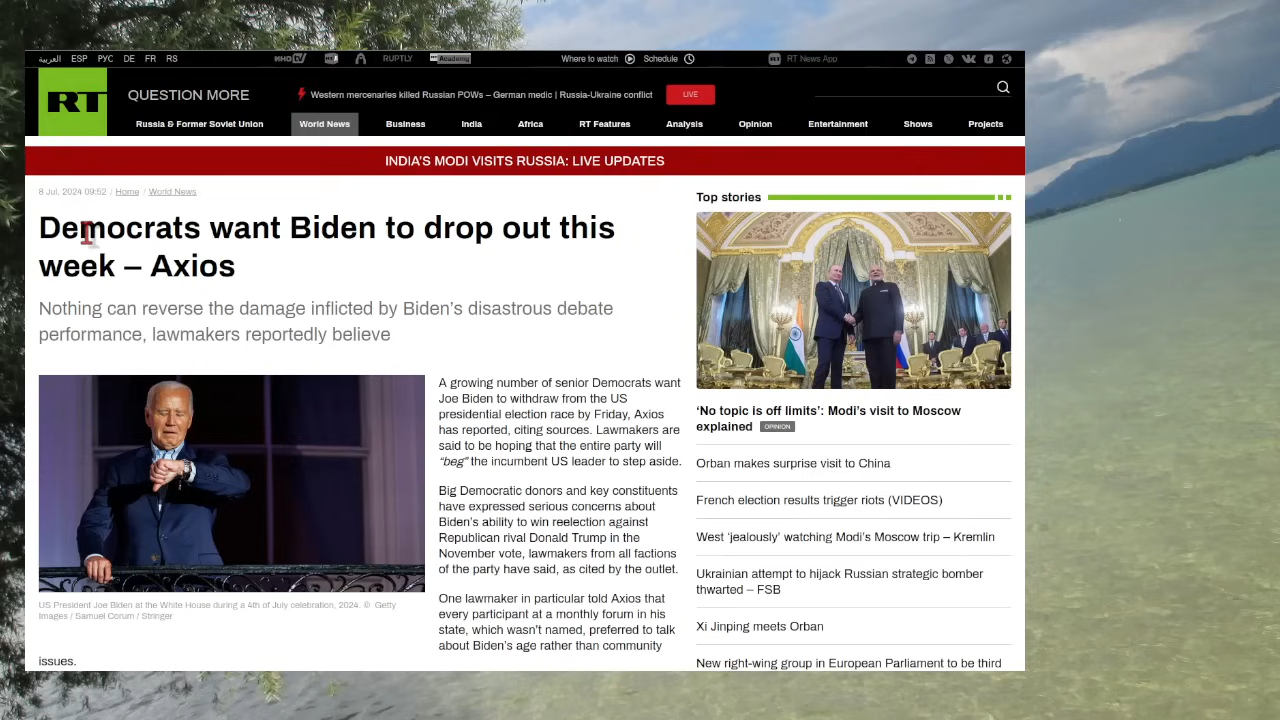 العربية ESP РУС DE FR RS
RUPTLY
Academy
Where to watch
Schedule
RT News App
RT
QUESTION MORE
Western mercenaries killed Russian POWs – German medic | Russia-Ukraine conflict
LIVE
Russia & Former Soviet Union World News Business India Africa RT Features Analysis Opinion Entertainment Shows Projects
INDIA'S MODI VISITS RUSSIA: LIVE UPDATES
8 Jul, 2024 09:52 / Home / World News
Democrats want Biden to drop out this
week – Axios
Nothing can reverse the damage inflicted by Biden's disastrous debate
performance, lawmakers reportedly believe
US President Joe Biden at the White House during a 4th of July celebration, 2024. © Getty
Images / Samuel Corum / Stringer
A growing number of senior Democrats want
Joe Biden to withdraw from the US
presidential election race by Friday, Axios
has reported, citing sources. Lawmakers are
said to be hoping that the entire party will
“beg” the incumbent US leader to step aside.
Big Democratic donors and key constituents
have expressed serious concerns about
Biden's ability to win reelection against
Republican rival Donald Trump in the
November vote, lawmakers from all factions
of the party have said, as cited by the outlet.
One lawmaker in particular told Axios that
every participant at a monthly forum in his
state, which wasn't named, preferred to talk
about Biden's age rather than community
issues.
Top stories
‘No topic is off limits’: Modi's visit to Moscow
explained OPINION
Orban makes surprise visit to China
French election results trigger riots (VIDEOS)
West ‘jealously’ watching Modi's Moscow trip – Kremlin
Ukrainian attempt to hijack Russian strategic bomber
thwarted – FSB
Xi Jinping meets Orban
New right-wing group in European Parliament to be third